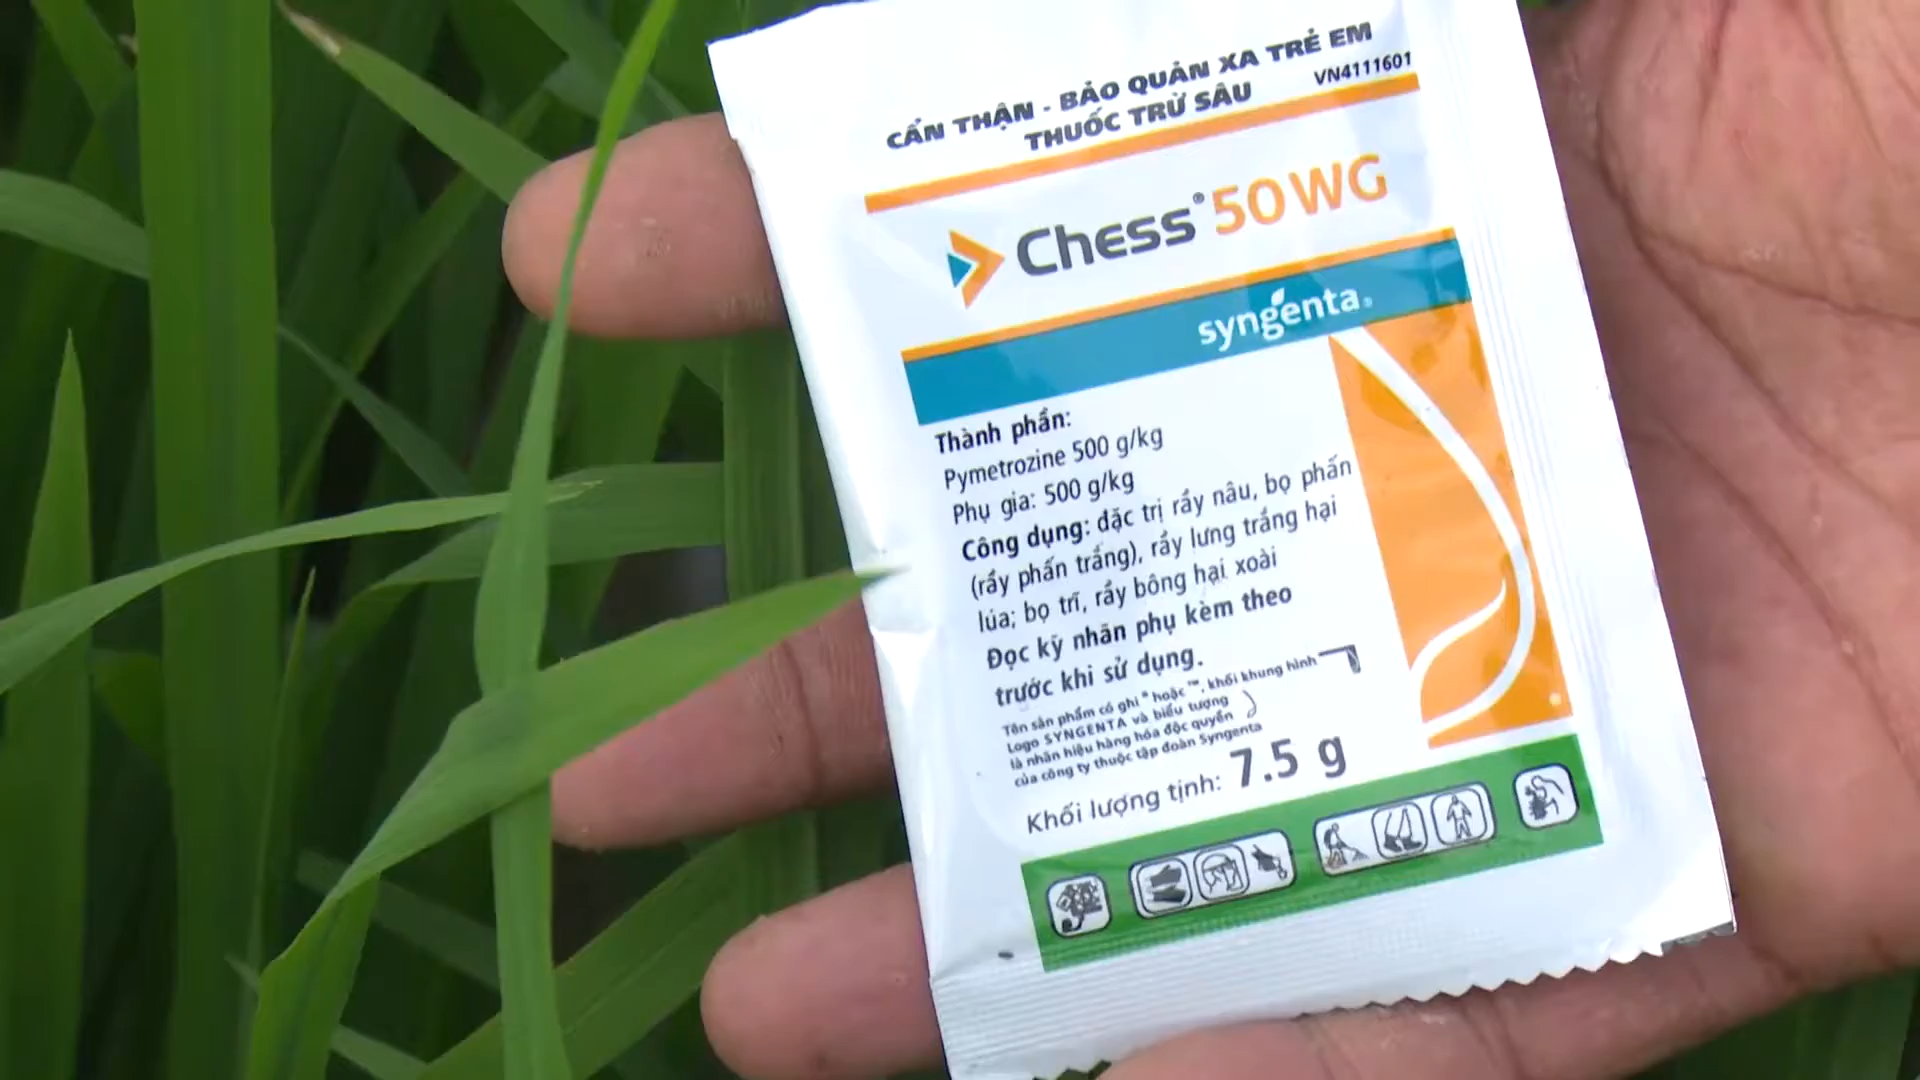 CẨN THẬN - BẢO QUẢN XA TRẺ EM
THUỐC TRỪ SÂU
VN4111601
Chess® 50WG
syngenta®
Thành phần:
Pymetrozine 500 g/kg
Phụ gia: 500 g/kg
Công dụng: đặc trị rầy nâu, bọ phấn
(rầy phấn trắng), rầy lưng trắng hại
lúa; bọ trĩ, rầy bông hại xoài
Đọc kỹ nhãn phụ kèm theo
trước khi sử dụng.
Tên sản phẩm có ghi ® hoặc ™, khối khung hình
Logo SYNGENTA và biểu tượng
là nhãn hiệu hàng hóa độc quyền
của công ty thuộc tập đoàn Syngenta
Khối lượng tịnh: 7.5 g